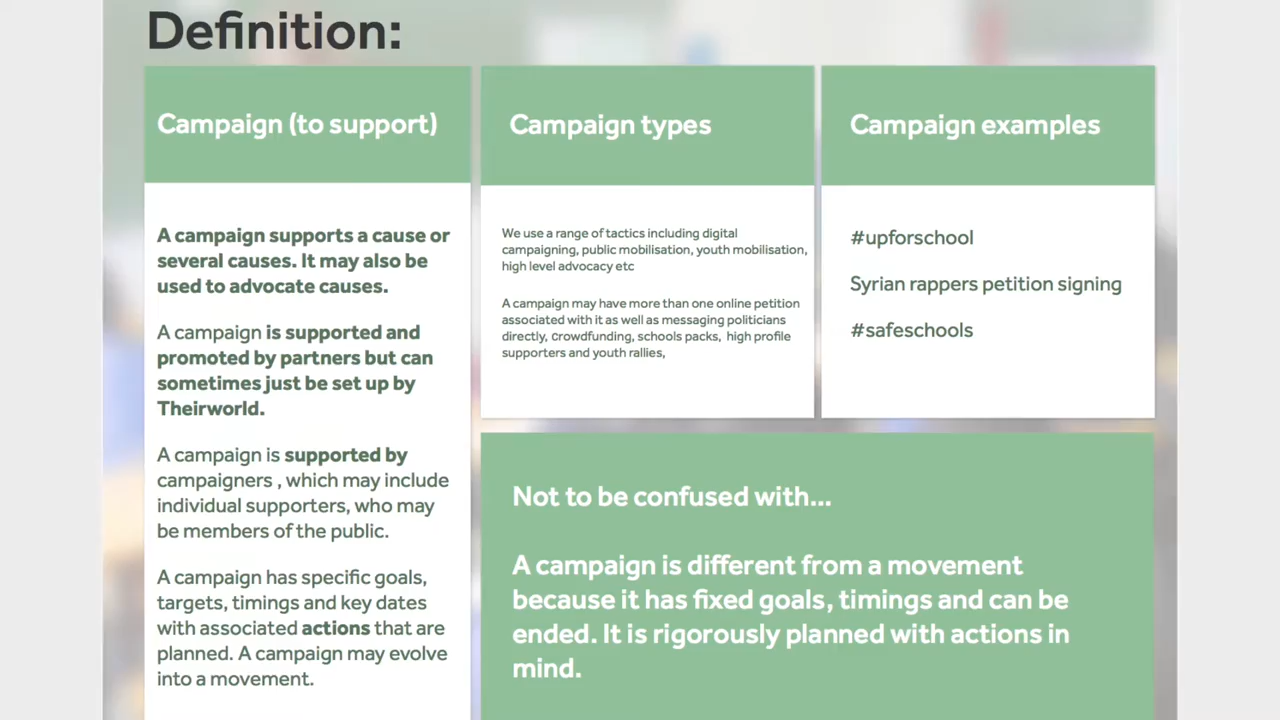 Definition:
Campaign (to support)
A campaign supports a cause or
several causes. It may also be
used to advocate causes.
A campaign is supported and
promoted by partners but can
sometimes just be set up by
Theirworld.
A campaign is supported by
campaigners , which may include
individual supporters, who may
be members of the public.
A campaign has specific goals,
targets, timings and key dates
with associated actions that are
planned. A campaign may evolve
into a movement.
Campaign types
We use a range of tactics including digital
campaigning, public mobilisation, youth mobilisation,
high level advocacy etc
A campaign may have more than one online petition
associated with it as well as messaging politicians
directly, crowdfunding, schools packs, high profile
supporters and youth rallies,
Campaign examples
#upforschool
Syrian rappers petition signing
#safeschools
Not to be confused with...
A campaign is different from a movement
because it has fixed goals, timings and can be
ended. It is rigorously planned with actions in
mind.